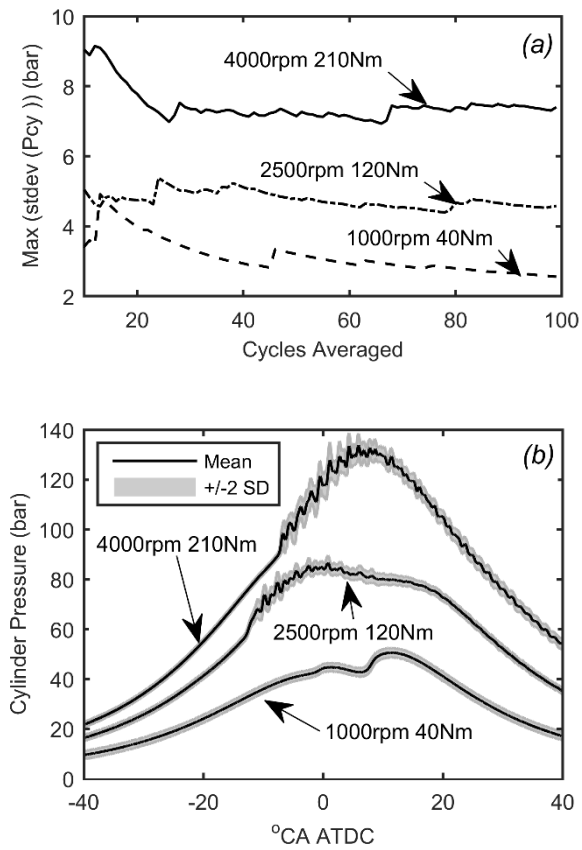 10
8
6
4
2
Max (stdev (Pcy )) (bar)
(a)
4000rpm 210Nm
2500rpm 120Nm
1000rpm 40Nm
20
40
60
80
100
Cycles Averaged
140
120
100
80
60
40
20
0
Cylinder Pressure (bar)
Mean
+/-2 SD
(b)
4000rpm 210Nm
2500rpm 120Nm
1000rpm 40Nm
-40
-20
0
20
40
°CA ATDC